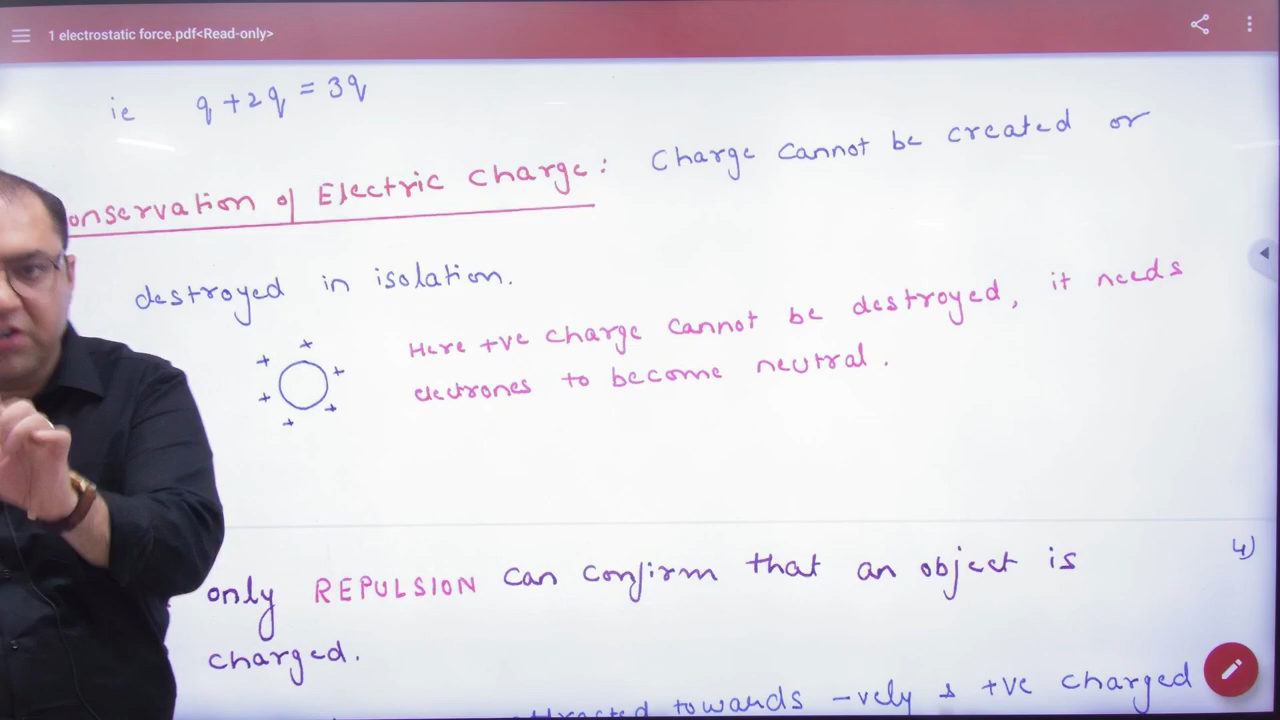 1 electrostatic force.pdf<Read-only>
ie q + 2q = 3q
onservation of Electric charge: Charge cannot be created or
destroyed in isolation.
Here +ve charge cannot be destroyed, it needs
electrones to become neutral.
+ + + + + +
4)
only REPULSION can confirm that an object is
charged.
attracted towards -vely & +ve charged